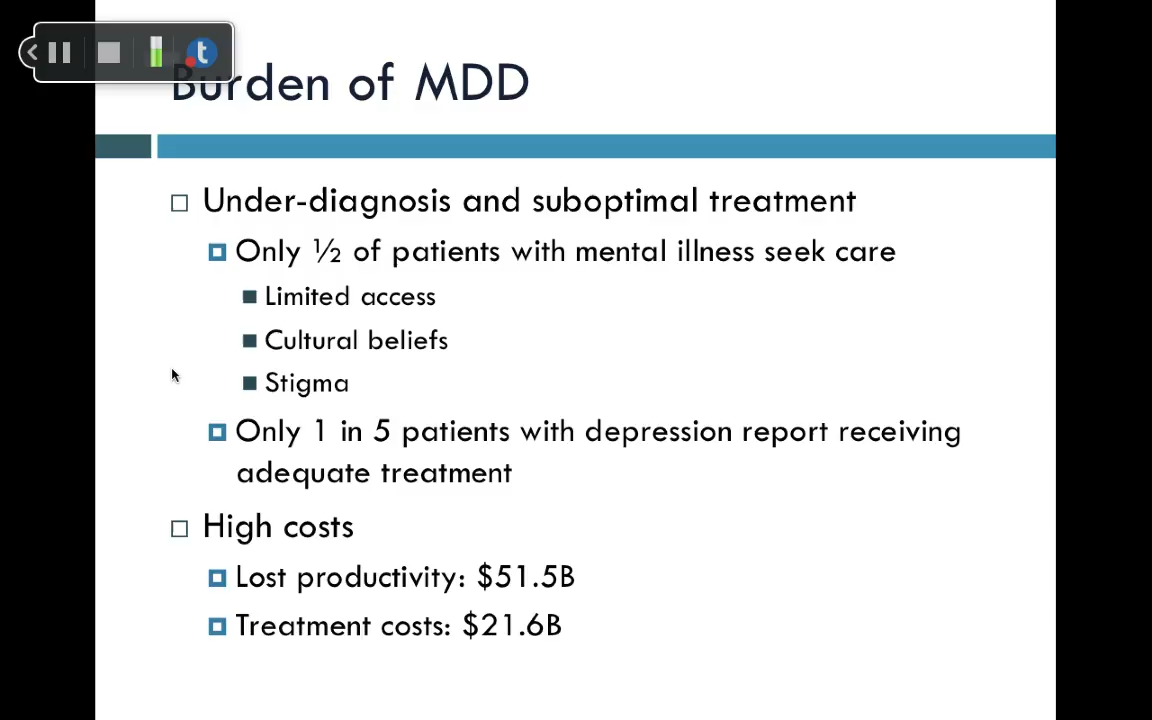 t
Burden of MDD
Under-diagnosis and suboptimal treatment
Only ½ of patients with mental illness seek care
Limited access
Cultural beliefs
Stigma
Only 1 in 5 patients with depression report receiving
adequate treatment
High costs
Lost productivity: $51.5B
Treatment costs: $21.6B